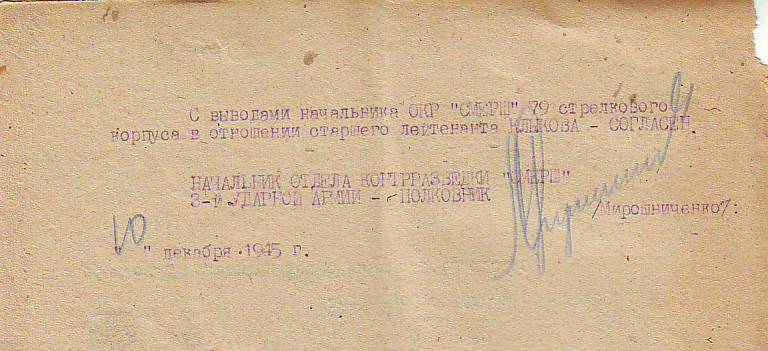 С выводами начальника ОКР "СМЕРШ" 79 стрелкового
корпуса в отношении старшего лейтенанта КЛЫКОВА - СОГЛАСЕН.
НАЧАЛЬНИК ОТДЕЛА КОНТРРАЗВЕДКИ "СМЕРШ"
3-й УДАРНОЙ АРМИИ - ПОЛКОВНИК
/Мирошниченко/:
"10" декабря 1945 г.